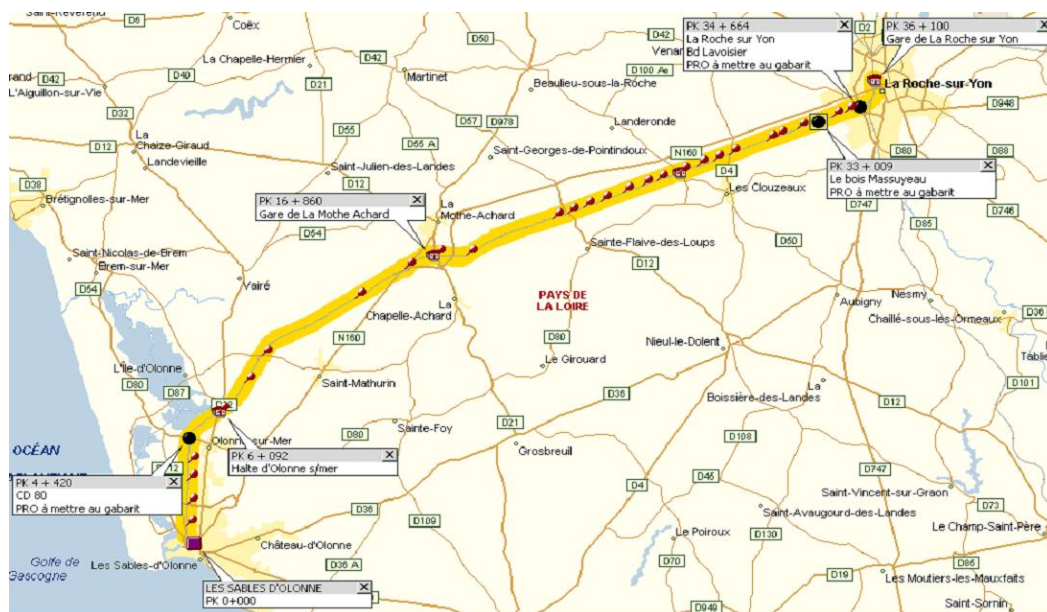 Coëx
D6
D50
D40
La Chapelle-Hermier
D42
D42
D21
Martinet
L'Aiguillon-sur-Vie
D32
La
Chaize-Giraud
Landevieille
D12
D55
D55 A
D57
D978
Saint-Julien-des-Landes
D12
Saint-Georges-de-Pointindoux
Beaulieu-sous-la-Roche
D42
D100 Ae
Landeronde
N160
D4
Les Clouzeaux
PK 34 + 664
La Roche sur Yon
Bd Lavoisier
PRO à mettre au gabarit
PK 36 + 100
Gare de La Roche sur Yon
D2
La Roche-sur-Yon
D948
D80
D88
PK 33 + 009
Le bois Massuyeau
PRO à mettre au gabarit
D747
D746
D85
D38
Brétignolles-sur-Mer
PK 16 + 860
Gare de La Mothe Achard
La
Mothe-Achard
D54
Saint-Nicolas-de-Brem
Brem-sur-Mer
D54
Vairé
Sainte-Flaive-des-Loups
D12
D50
La
Chapelle-Achard
PAYS DE
LA LOIRE
Aubigny
Nesmy
Chaillé-sous-les-Ormeaux
D36
N160
D80
Le Girouard
Nieul-le-Dolent
L'Île-d'Olonne
D80
D87
Saint-Mathurin
D36
La
Boissière-des-Landes
D101
D12
OCÉAN
Olonne-sur-Mer
D80
Sainte-Foy
D21
Grosbreuil
D108
PK 6 + 092
Halte d'Olonne s/mer
PK 4 + 420
CD 80
PRO à mettre au gabarit
D45
D747
Saint-Vincent-sur-Graon
D4
D73
D36
D109
Saint-Avaugourd-des-Landes
Le Champ-Saint-Père
Château-d'Olonne
Le Poiroux
D130
Golfe de
Gascogne
Les Sables-d'Olonne
D36 A
D70
D85
D19
Les Moutiers-les-Mauxfaits
LES SABLES D'OLONNE
PK 0+000
D949
Saint-Sornin